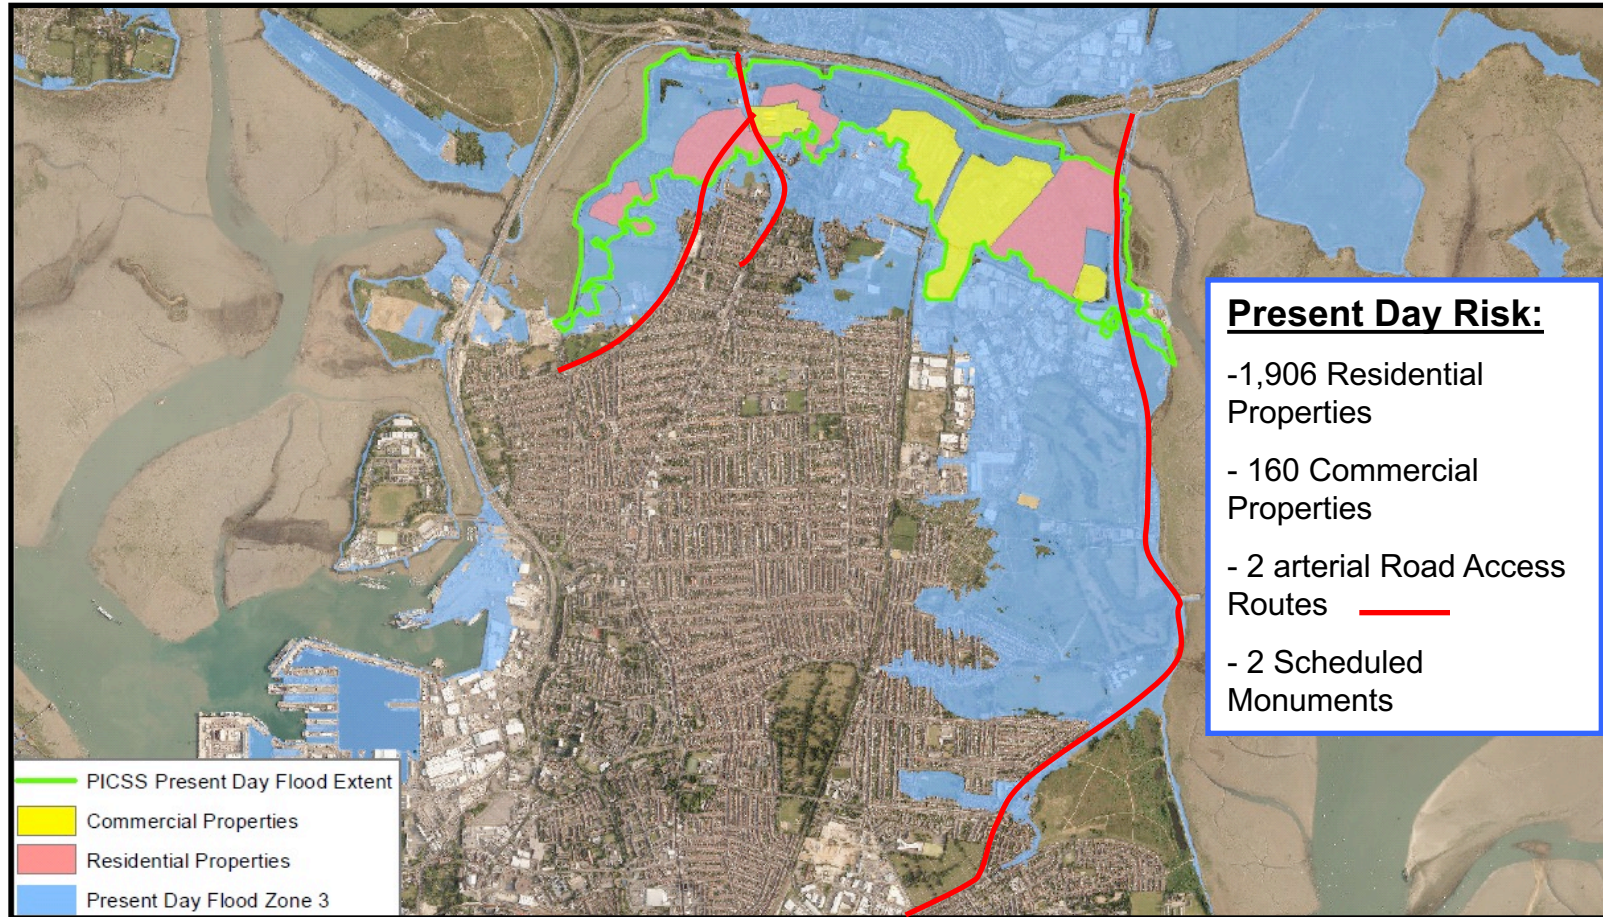 Present Day Risk:
-1,906 Residential
Properties
- 160 Commercial
Properties
- 2 arterial Road Access
Routes
- 2 Scheduled
Monuments
PICSS Present Day Flood Extent
Commercial Properties
Residential Properties
Present Day Flood Zone 3